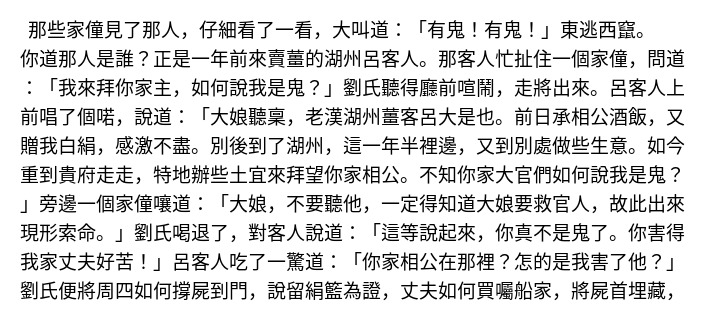 那些家僮見了那人，仔細看了一看，大叫道：「有鬼！有鬼！」東逃西竄。
你道那人是誰？正是一年前來賣薑的湖州呂客人。那客人忙扯住一個家僮，問道
：「我來拜你家主，如何說我是鬼？」劉氏聽得廳前喧鬧，走將出來。呂客人上
前唱了個喏，說道：「大娘聽稟，老漢湖州薑客呂大是也。前日承相公酒飯，又
贈我白絹，感激不盡。別後到了湖州，這一年半裡邊，又到別處做些生意。如今
重到貴府走走，特地辦些土宜來拜望你家相公。不知你家大官們如何說我是鬼？
」旁邊一個家僮嚷道：「大娘，不要聽他，一定得知道大娘要救官人，故此出來
現形索命。」劉氏喝退了，對客人說道：「這等說起來，你真不是鬼了。你害得
我家丈夫好苦！」呂客人吃了一驚道：「你家相公在那裡？怎的是我害了他？」
劉氏便將周四如何撐屍到門，說留絹籃為證，丈夫如何買囑船家，將屍首埋藏，